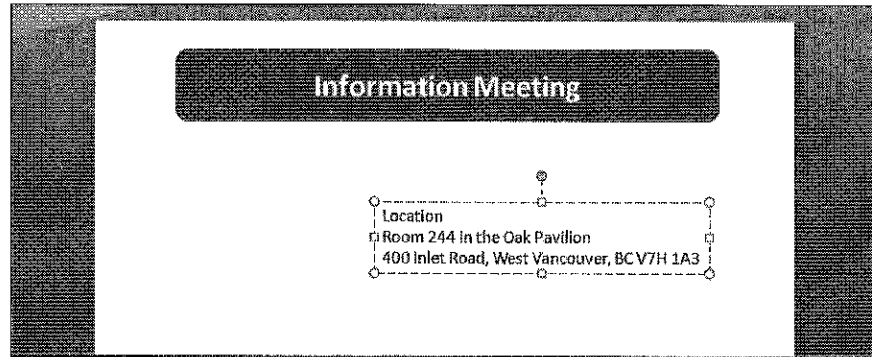 Information Meeting
Location
Room 244 in the Oak Pavilion
400 Inlet Road, West Vancouver, BC V7H 1A3